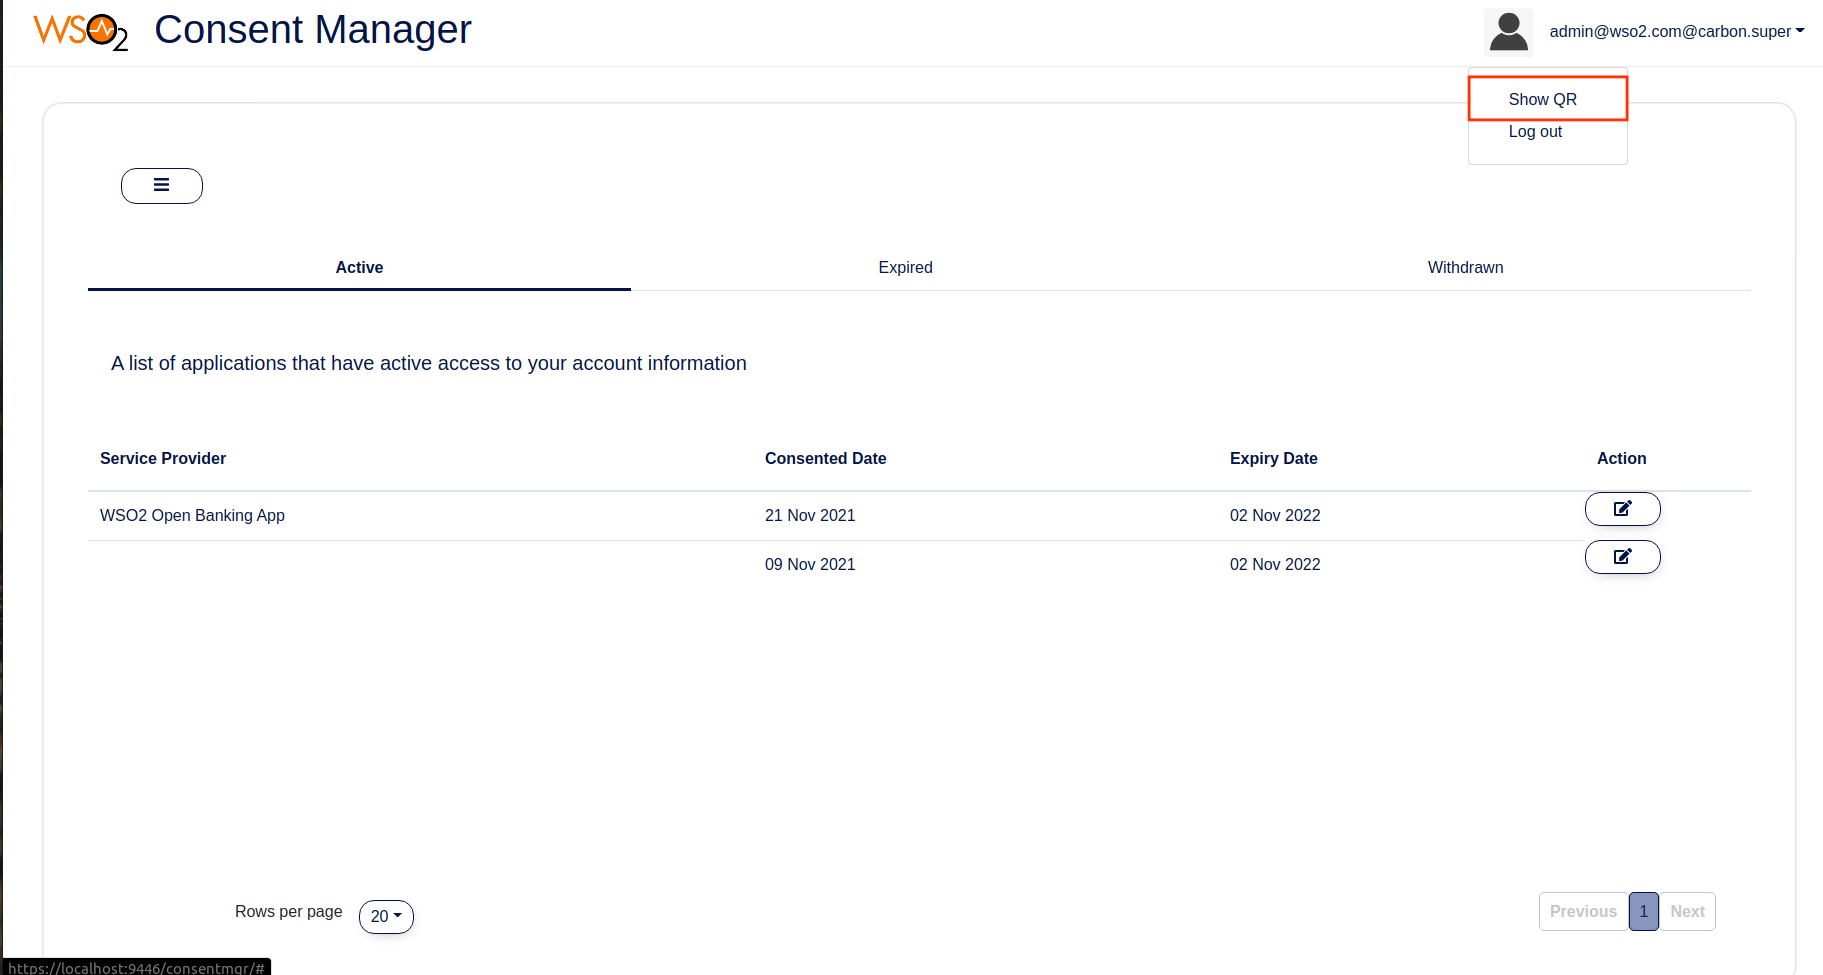 WSO2 Consent Manager
admin@wso2.com@carbon.super
Show QR
Log out
Active Expired Withdrawn
A list of applications that have active access to your account information
Service Provider Consented Date Expiry Date Action
WSO2 Open Banking App 21 Nov 2021 02 Nov 2022
09 Nov 2021 02 Nov 2022
Rows per page 20 Previous 1 Next
https://localhost:9446/consentmgr/#